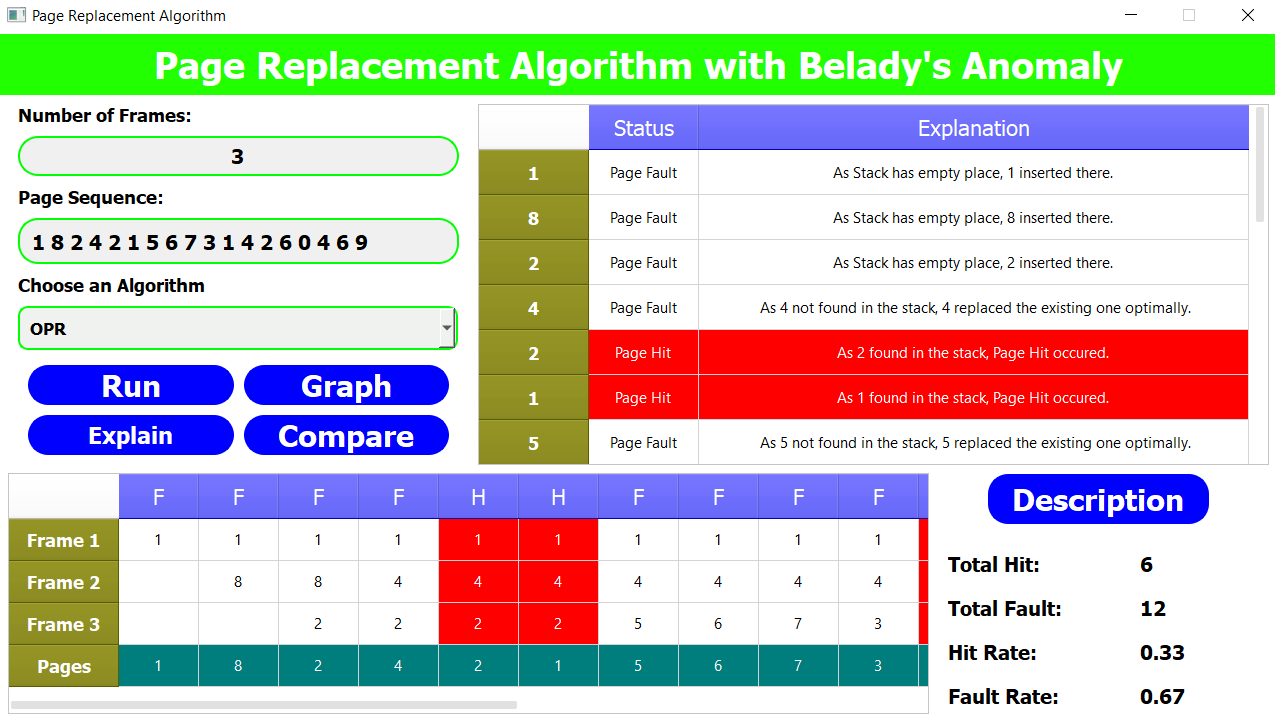 Page Replacement Algorithm
Page Replacement Algorithm with Belady's Anomaly
Number of Frames:
3
Page Sequence:
1 8 2 4 2 1 5 6 7 3 1 4 2 6 0 4 6 9
Choose an Algorithm
OPR
Run Graph
Explain Compare
Status Explanation
1 Page Fault As Stack has empty place, 1 inserted there.
8 Page Fault As Stack has empty place, 8 inserted there.
2 Page Fault As Stack has empty place, 2 inserted there.
4 Page Fault As 4 not found in the stack, 4 replaced the existing one optimally.
2 Page Hit As 2 found in the stack, Page Hit occured.
1 Page Hit As 1 found in the stack, Page Hit occured.
5 Page Fault As 5 not found in the stack, 5 replaced the existing one optimally.
F F F F H H F F F F
Frame 1 1 1 1 1 1 1 1 1 1 1
Frame 2 8 8 4 4 4 4 4 4 4
Frame 3 2 2 2 2 5 6 7 3
Pages 1 8 2 4 2 1 5 6 7 3
Description
Total Hit: 6
Total Fault: 12
Hit Rate: 0.33
Fault Rate: 0.67